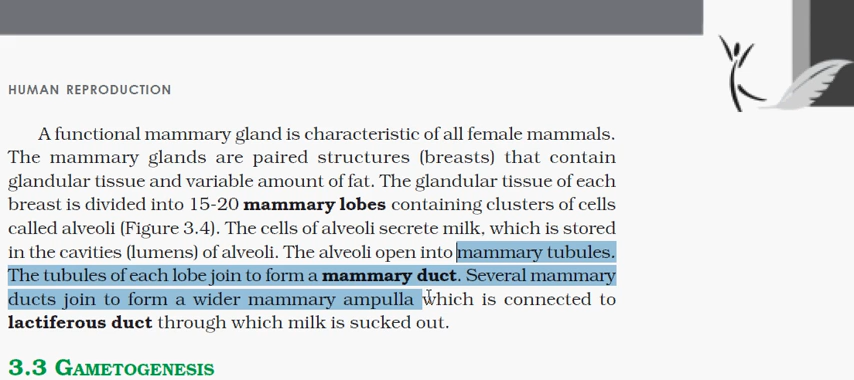 HUMAN REPRODUCTION
A functional mammary gland is characteristic of all female mammals.
The mammary glands are paired structures (breasts) that contain
glandular tissue and variable amount of fat. The glandular tissue of each
breast is divided into 15-20 mammary lobes containing clusters of cells
called alveoli (Figure 3.4). The cells of alveoli secrete milk, which is stored
in the cavities (lumens) of alveoli. The alveoli open into mammary tubules.
The tubules of each lobe join to form a mammary duct. Several mammary
ducts join to form a wider mammary ampulla which is connected to
lactiferous duct through which milk is sucked out.
3.3 GAMETOGENESIS